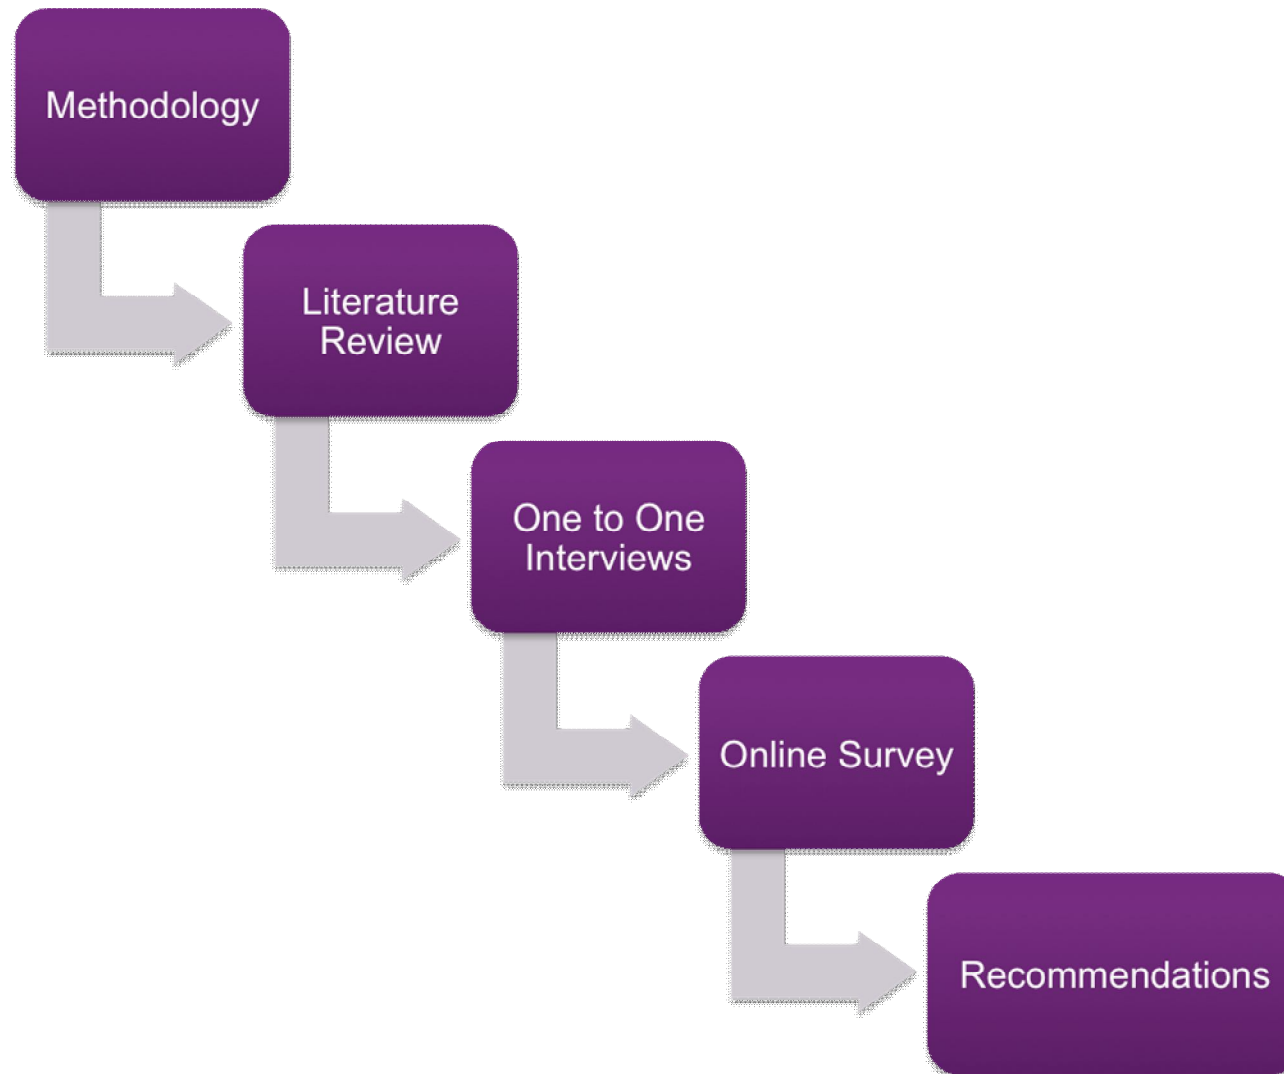 Methodology
Literature
Review
One to One
Interviews
Online Survey
Recommendations